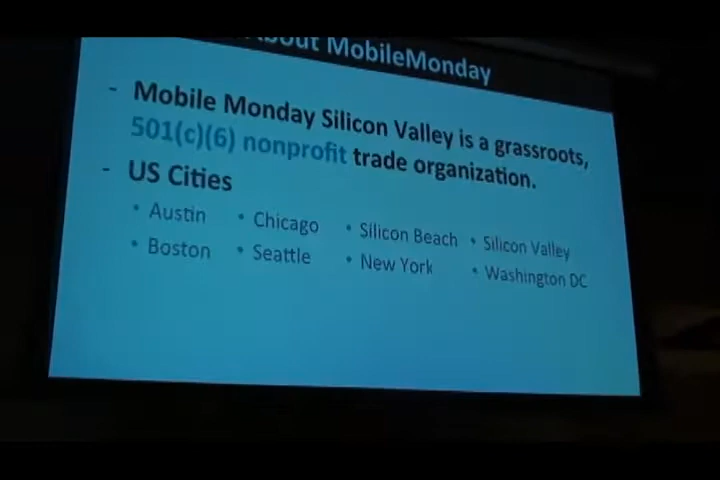 About MobileMonday
- Mobile Monday Silicon Valley is a grassroots,
501(c)(6) nonprofit trade organization.
- US Cities
• Austin • Chicago • Silicon Beach • Silicon Valley
• Boston • Seattle • New York • Washington DC